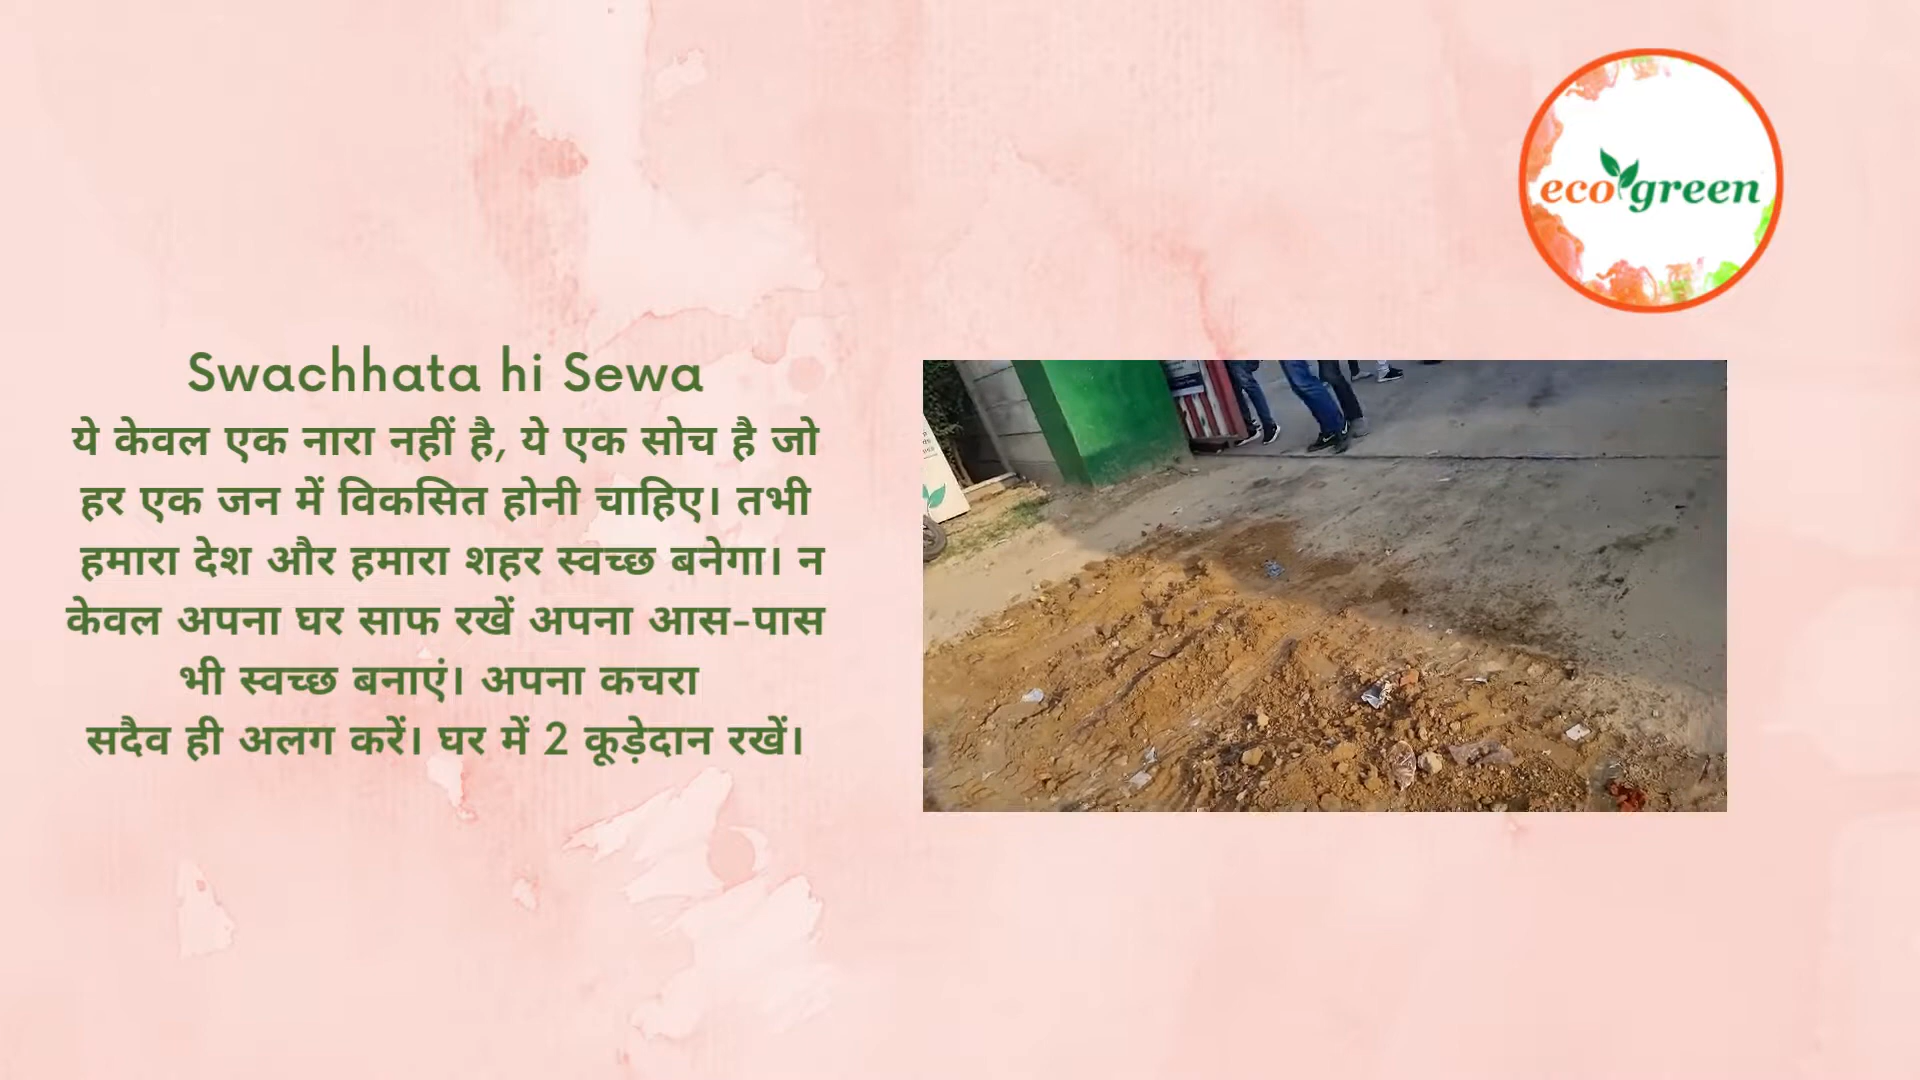 eco green
Swachhata hi Sewa
ये केवल एक नारा नहीं है, ये एक सोच है जो
हर एक जन में विकसित होनी चाहिए। तभी
हमारा देश और हमारा शहर स्वच्छ बनेगा। न
केवल अपना घर साफ रखें अपना आस-पास
भी स्वच्छ बनाएं। अपना कचरा
सदैव ही अलग करें। घर में 2 कूड़ेदान रखें।